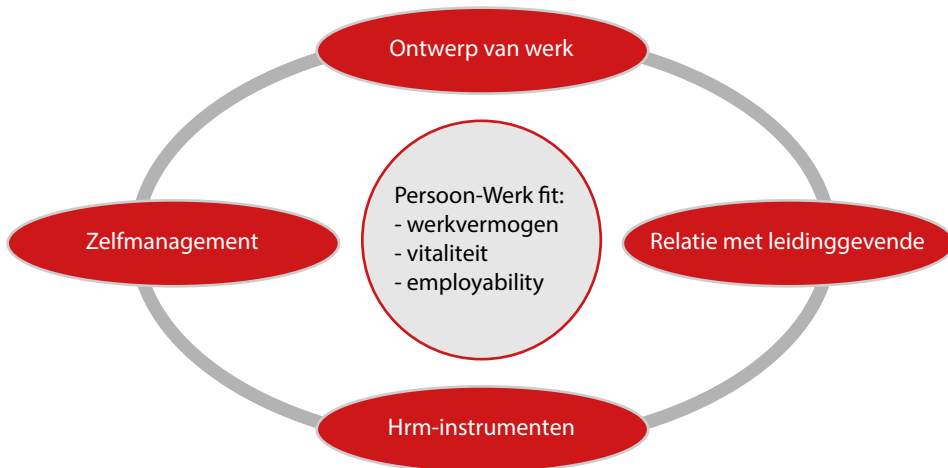 Ontwerp van werk
Persoon-Werk fit:
- werkvermogen
- vitaliteit
- employability
Zelfmanagement
Relatie met leidinggevende
Hrm-instrumenten